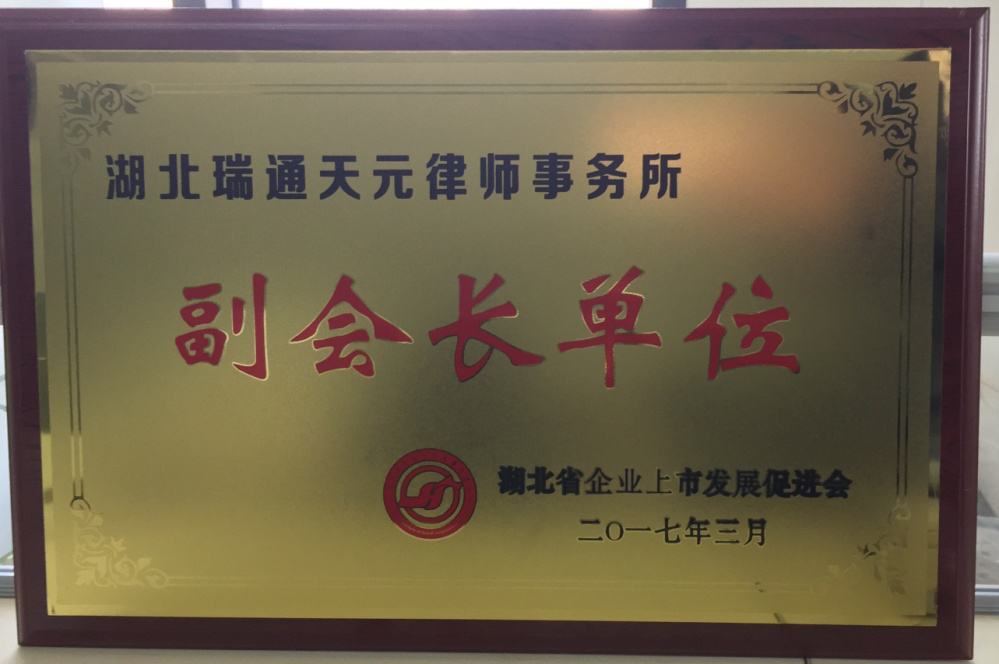 湖北瑞通天元律师事务所
副会长单位
湖北省企业上市发展促进会
二〇一七年三月